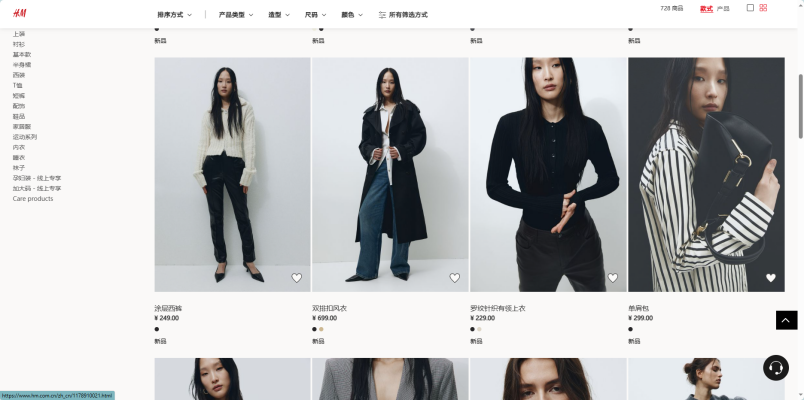 H&M
排序方式
产品类型
造型
尺码
颜色
所有筛选方式
728 商品
款式
产品
新品
新品
新品
新品
上装
衬衫
基本款
半身裙
西装
T恤
短裤
配饰
鞋品
家居服
运动系列
内衣
睡衣
袜子
孕妇装 - 线上专享
加大码 - 线上专享
Care products
涂层西裤
¥ 249.00
新品
双排扣风衣
¥ 699.00
新品
罗纹针织有领上衣
¥ 229.00
新品
单肩包
¥ 299.00
新品
https://www.hm.com.cn/zh_cn/1178910021.html